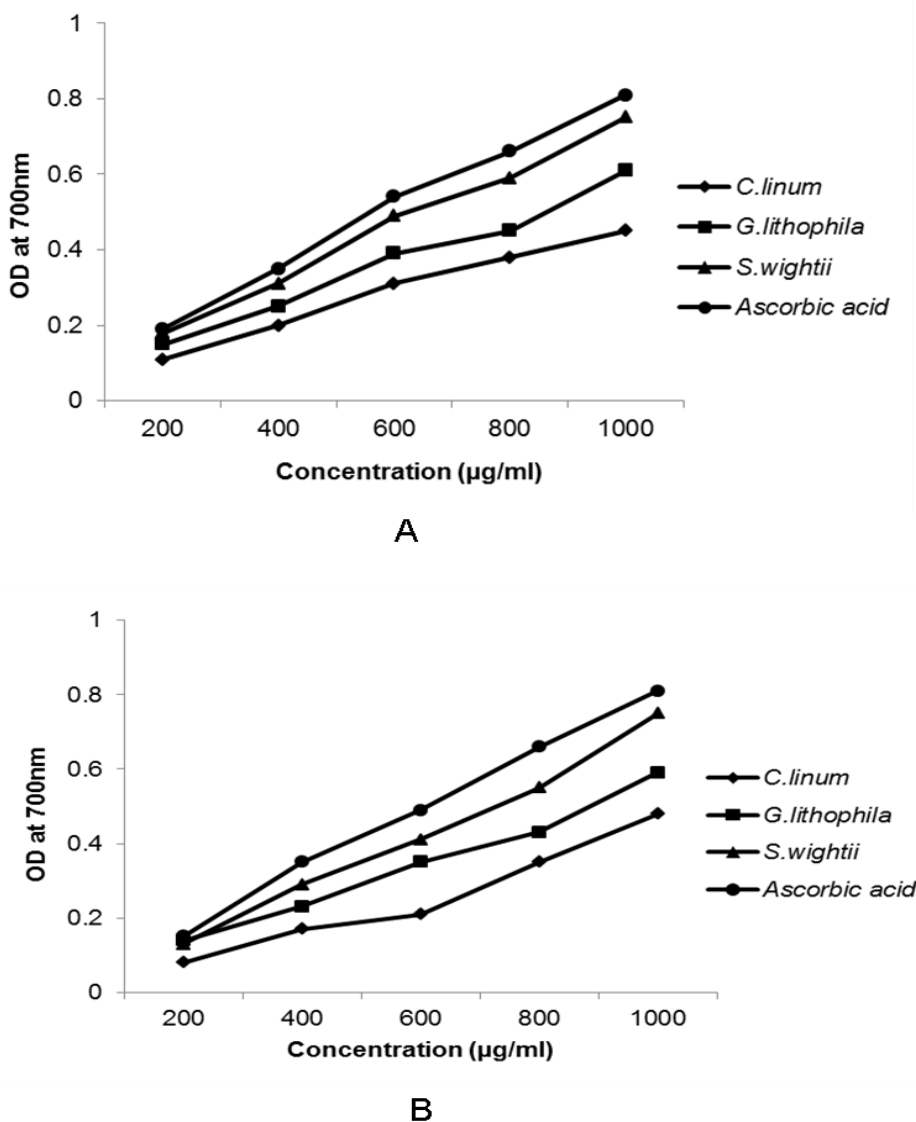 1
0.8
0.6
0.4
0.2
0
OD at 700nm
200 400 600 800 1000
Concentration (µg/ml)
C.linum
G.lithophila
S.wightii
Ascorbic acid
A
1
0.8
0.6
0.4
0.2
0
OD at 700nm
200 400 600 800 1000
Concentration (µg/ml)
C.linum
G.lithophila
S.wightii
Ascorbic acid
B